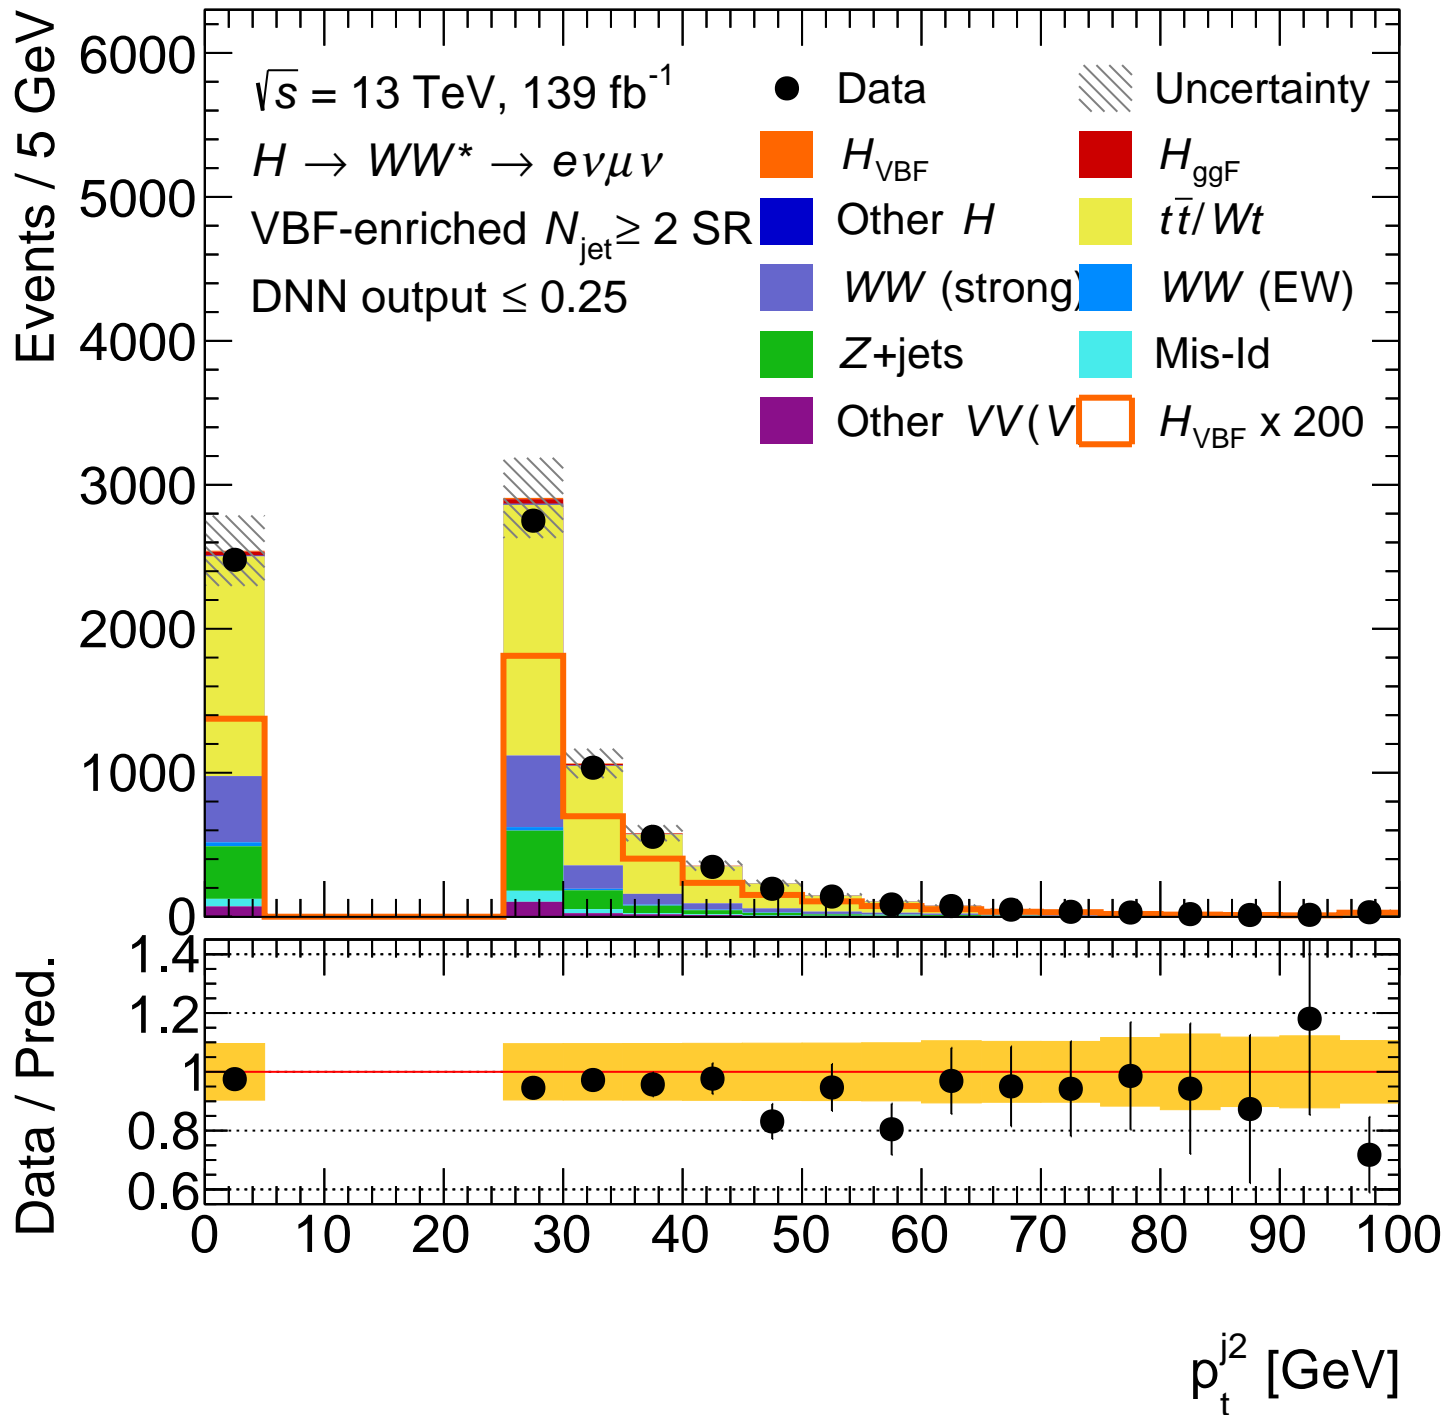 Events / 5 GeV
6000
5000
4000
3000
2000
1000
0
√s = 13 TeV, 139 fb⁻¹
H → WW* → eνμν
VBF-enriched N_jet ≥ 2 SR
DNN output ≤ 0.25
Data
Uncertainty
H_VBF
H_ggF
Other H
tt̄/Wt
WW (strong)
WW (EW)
Z+jets
Mis-Id
Other VV(V
H_VBF x 200
Data / Pred.
1.4
1.2
1
0.8
0.6
0 10 20 30 40 50 60 70 80 90 100
p_t^j2 [GeV]